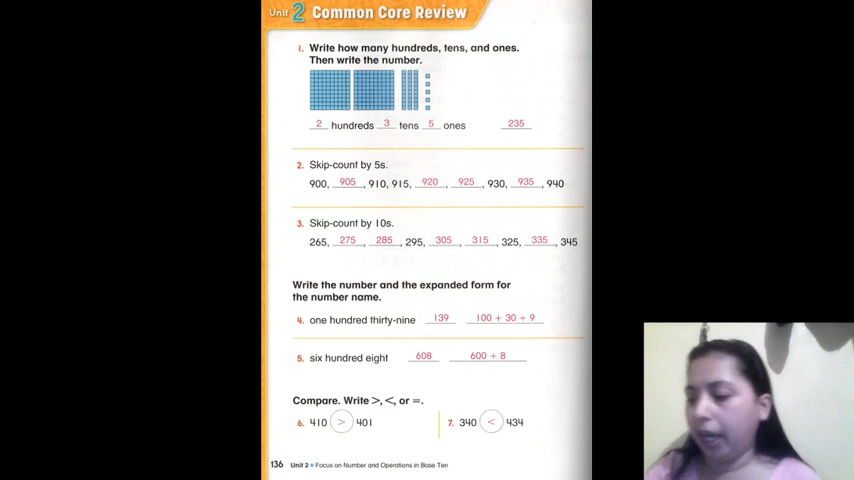 Unit 2 Common Core Review
1. Write how many hundreds, tens, and ones.
Then write the number.
2 hundreds 3 tens 5 ones 235
2. Skip-count by 5s.
900, 905, 910, 915, 920, 925, 930, 935, 940
3. Skip-count by 10s.
265, 275, 285, 295, 305, 315, 325, 335, 345
Write the number and the expanded form for
the number name.
4. one hundred thirty-nine 139 100 + 30 + 9
5. six hundred eight 608 600 + 8
Compare. Write >, <, or =.
6. 410 > 401 7. 340 < 434
136 Unit 2 • Focus on Number and Operations in Base Ten